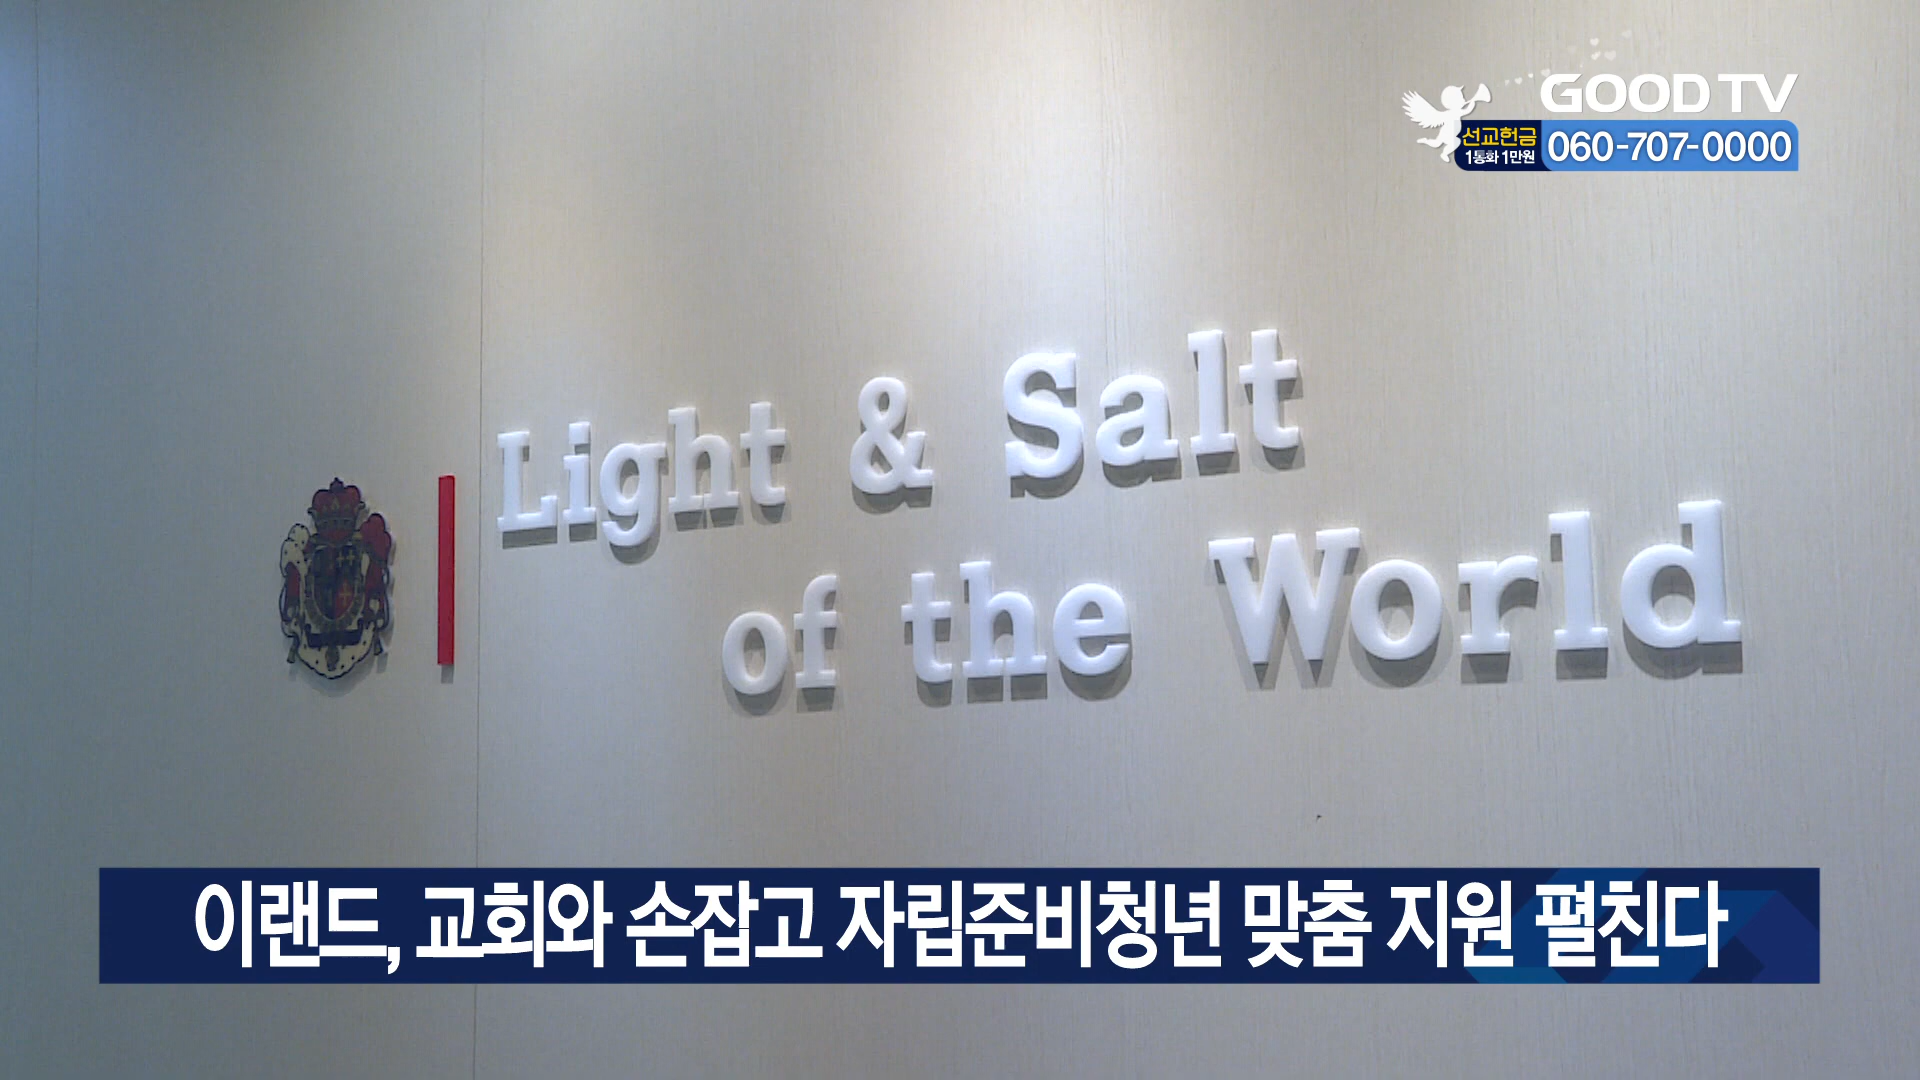 GOOD TV
선교헌금
1통화 1만원
060-707-0000
Light & Salt
of the World
이랜드, 교회와 손잡고 자립준비청년 맞춤 지원 펼친다